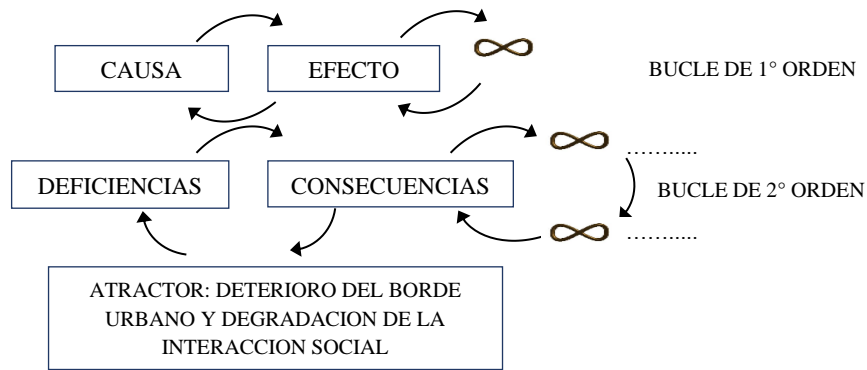 CAUSA
EFECTO
BUCLE DE 1° ORDEN
……....
DEFICIENCIAS
CONSECUENCIAS
BUCLE DE 2° ORDEN
……....
ATRACTOR: DETERIORO DEL BORDE
URBANO Y DEGRADACION DE LA
INTERACCION SOCIAL